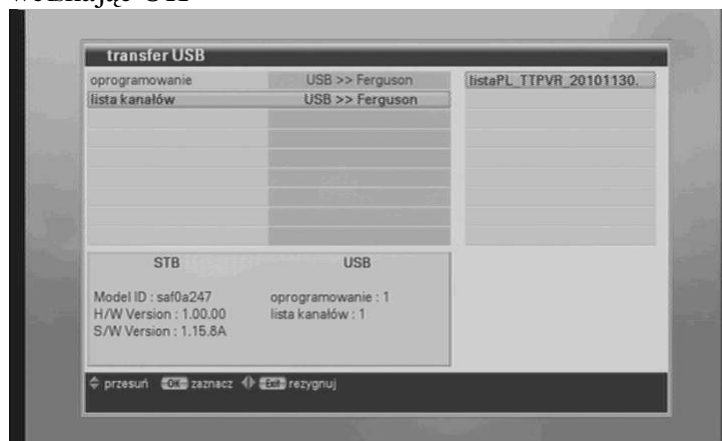 transfer USB
oprogramowanie USB >> Ferguson
lista kanałów USB >> Ferguson
listaPL_TTPVR_20101130.
STB USB
Model ID : saf0a247 oprogramowanie : 1
H/W Version : 1.00.00 lista kanałów : 1
S/W Version : 1.15.8A
przesuń OK zaznacz Exit rezygnuj